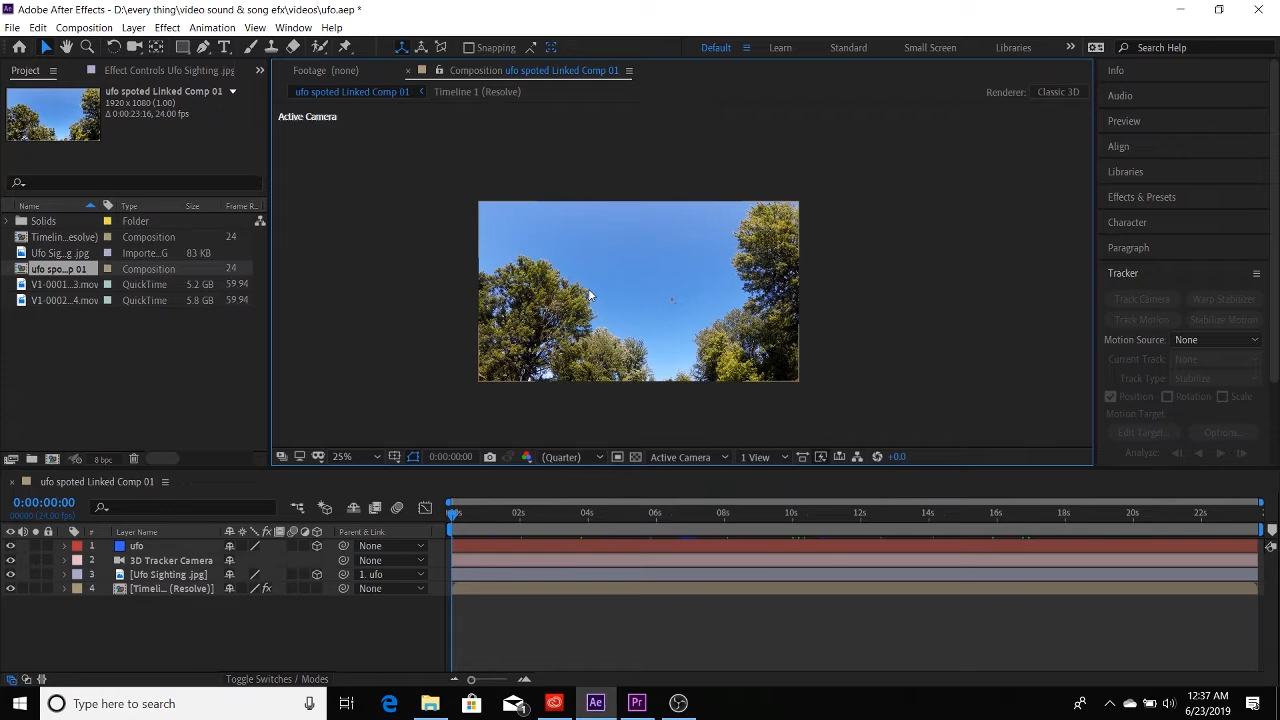 Ae Adobe After Effects - D:\every thing\video sound & song efx\videos\ufo.aep *
File Edit Composition Layer Effect Animation View Window Help
Snapping Default Learn Standard Small Screen Libraries Search Help
Project Effect Controls Ufo Sighting .jpg
Footage (none) Composition ufo spoted Linked Comp 01
ufo spoted Linked Comp 01
1920 x 1080 (1.00)
Δ 0:00:23:16, 24.00 fps
ufo spoted Linked Comp 01 Timeline 1 (Resolve) Renderer: Classic 3D
Active Camera
Info
Audio
Preview
Align
Libraries
Effects & Presets
Character
Paragraph
Tracker
Track Camera Warp Stabilizer
Track Motion Stabilize Motion
Motion Source: None
Current Track: None
Track Type: Stabilize
Position Rotation Scale
Motion Target:
Edit Target... Options...
Analyze:
Name Type Size Frame R...
Solids Folder
Timelin...esolve) Composition 24
Ufo Sig...g .jpg Importe...G 83 KB
ufo spo...p 01 Composition 24
V1-0001...3.mov QuickTime 5.2 GB 59.94
V1-0002...4.mov QuickTime 5.8 GB 59.94
8 bpc
25% 0:00:00:00 (Quarter) Active Camera 1 View +0.0
ufo spoted Linked Comp 01
0:00:00:00
00000 (24.00 fps)
02s 04s 06s 08s 10s 12s 14s 16s 18s 20s 22s
# Layer Name Parent & Link
1 ufo None
2 3D Tracker Camera None
3 [Ufo Sighting .jpg] 1. ufo
4 [Timeli... (Resolve)] fx None
Toggle Switches / Modes
Type here to search
Ae Pr
12:37 AM
6/23/2019